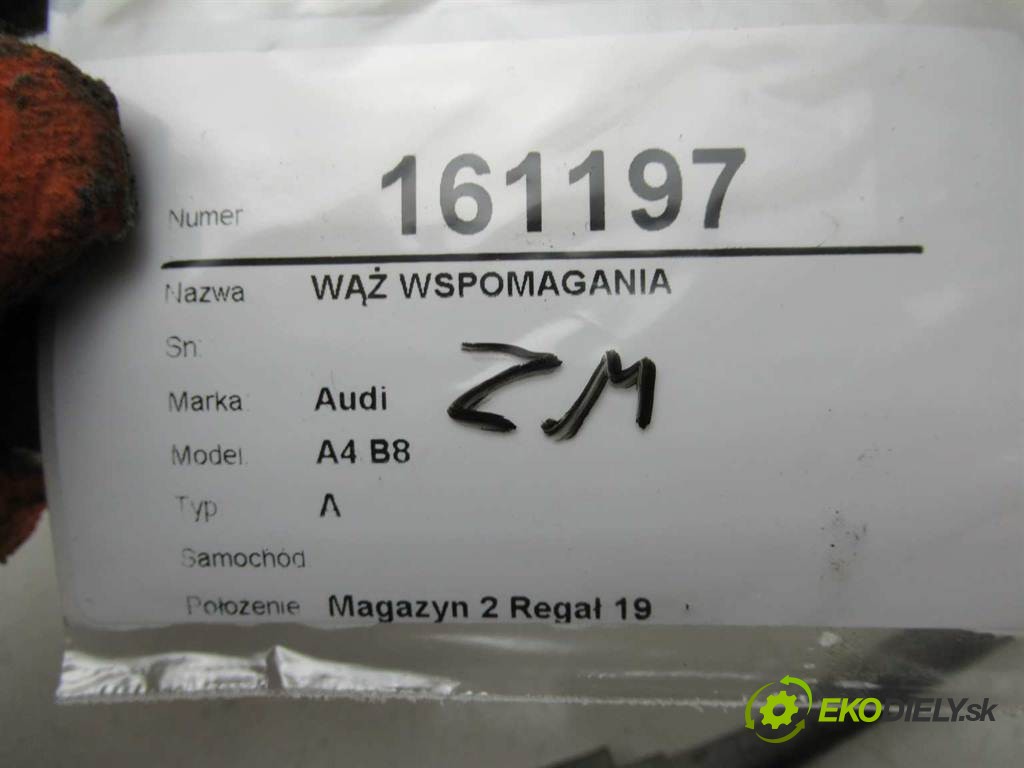 Numer 161197
Nazwa WĄŻ WSPOMAGANIA
Sn:
ZM
Marka: Audi
Model: A4 B8
Typ A
Samochód
Położenie Magazyn 2 Regał 19
EKODIELY.sk